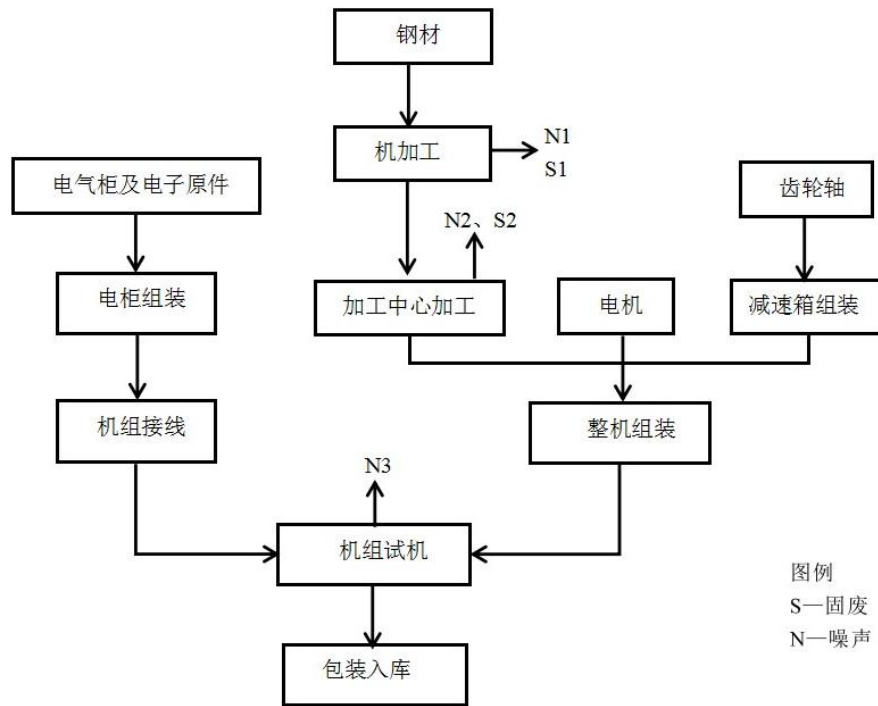 钢材
机加工
N1
S1
电气柜及电子原件
齿轮轴
N2、S2
电柜组装
加工中心加工
电机
减速箱组装
机组接线
整机组装
N3
机组试机
图例
S—固废
N—噪声
包装入库